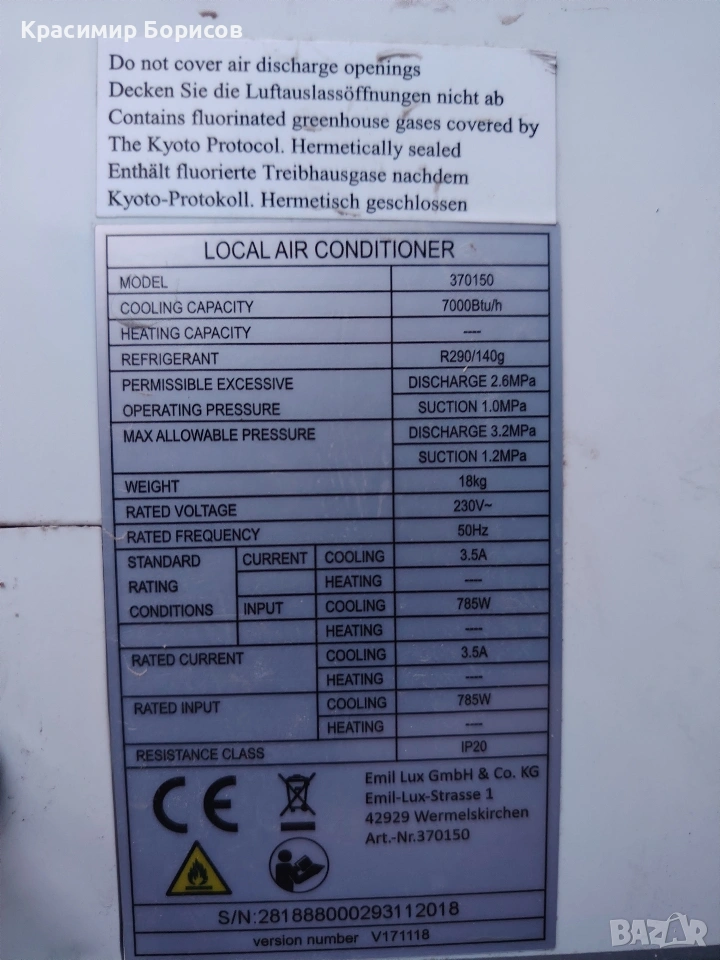 Красимир Борисов
Do not cover air discharge openings
Decken Sie die Luftauslassöffnungen nicht ab
Contains fluorinated greenhouse gases covered by
The Kyoto Protocol. Hermetically sealed
Enthält fluorierte Treibhausgase nachdem
Kyoto-Protokoll. Hermetisch geschlossen
LOCAL AIR CONDITIONER
MODEL 370150
COOLING CAPACITY 7000Btu/h
HEATING CAPACITY ----
REFRIGERANT R290/140g
PERMISSIBLE EXCESSIVE DISCHARGE 2.6MPa
OPERATING PRESSURE SUCTION 1.0MPa
MAX ALLOWABLE PRESSURE DISCHARGE 3.2MPa
SUCTION 1.2MPa
WEIGHT 18kg
RATED VOLTAGE 230V~
RATED FREQUENCY 50Hz
STANDARD CURRENT COOLING 3.5A
RATING HEATING ----
CONDITIONS INPUT COOLING 785W
HEATING ----
RATED CURRENT COOLING 3.5A
HEATING ----
RATED INPUT COOLING 785W
HEATING ----
RESISTANCE CLASS IP20
CE
Emil Lux GmbH & Co. KG
Emil-Lux-Strasse 1
42929 Wermelskirchen
Art.-Nr.370150
S/N:281888000293112018
version number V171118
BAZAR